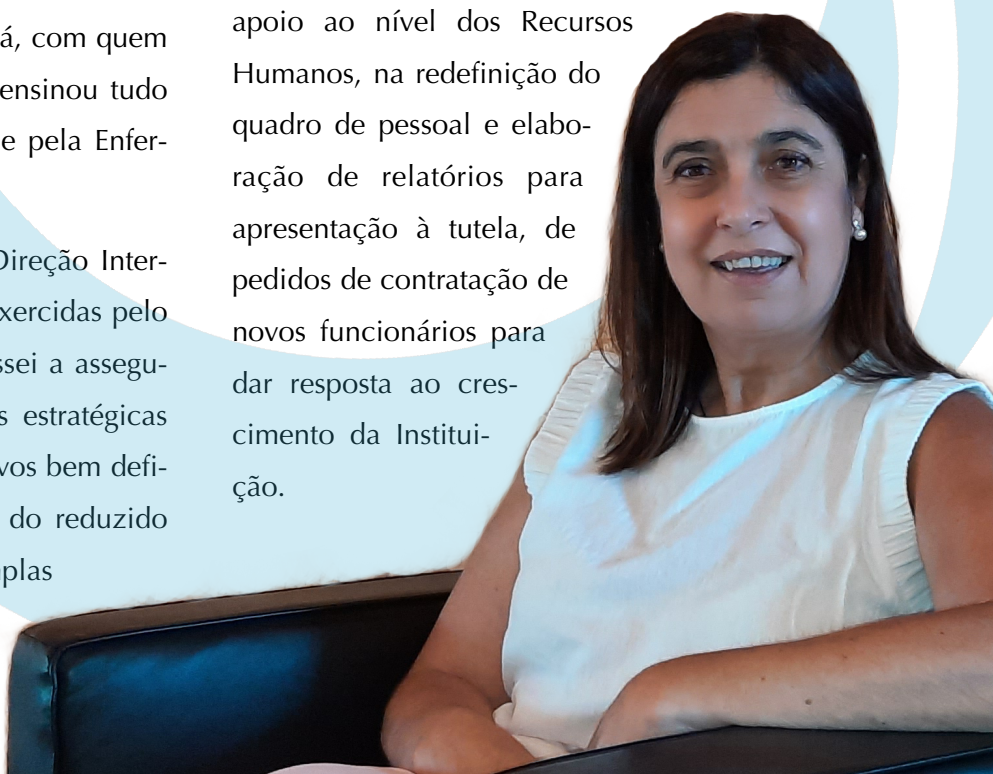 á, com quem
ensinou tudo
e pela Enfer-
Direção Inter-
xercidas pelo
ssei a assegu-
s estratégicas
vos bem defi-
do reduzido
plas
apoio ao nível dos Recursos
Humanos, na redefinição do
quadro de pessoal e elabo-
ração de relatórios para
apresentação à tutela, de
pedidos de contratação de
novos funcionários para
dar resposta ao cres-
cimento da Institui-
ção.